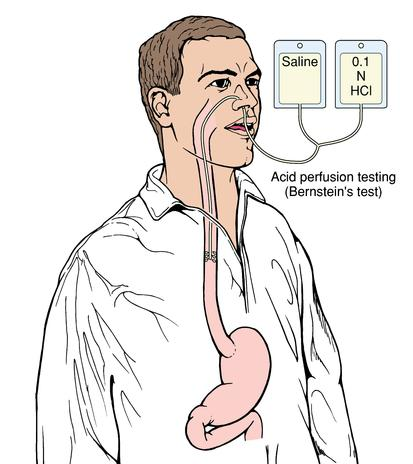 Saline
0.1
N
HCl
Acid perfusion testing
(Bernstein's test)